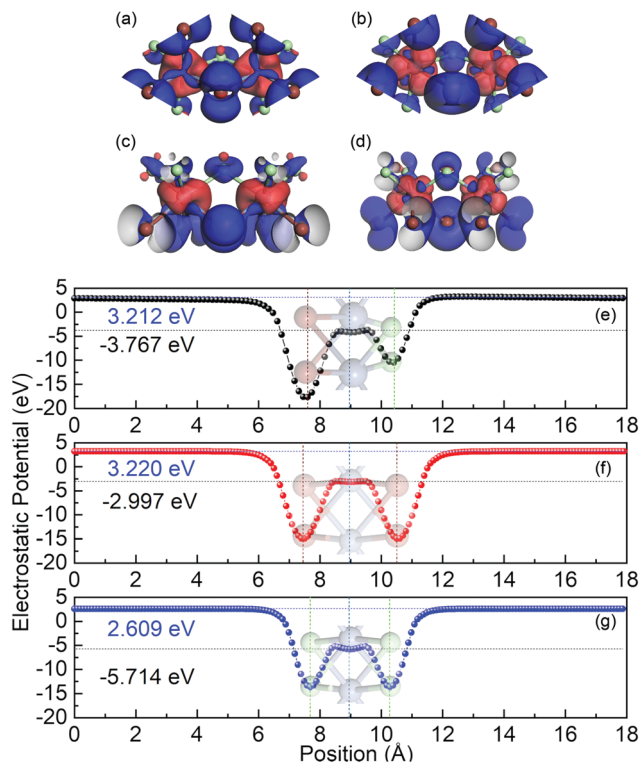 (a)
(b)
(c)
(d)
Electrostatic Potential (eV)
5
0
-5
-10
-15
-20
3.212 eV
-3.767 eV
(e)
0 2 4 6 8 10 12 14 16 18
5
0
-5
-10
-15
-20
3.220 eV
-2.997 eV
(f)
0 2 4 6 8 10 12 14 16 18
5
0
-5
-10
-15
-20
2.609 eV
-5.714 eV
(g)
0 2 4 6 8 10 12 14 16 18
Position (Å)